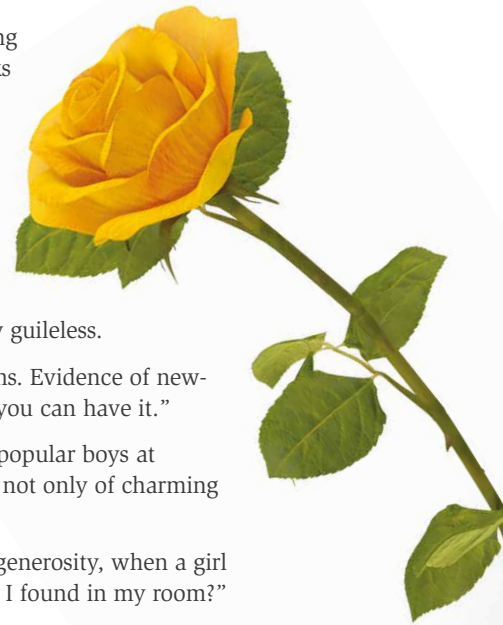 ng
ks
y guileless.
ns. Evidence of new-
you can have it.”
popular boys at
not only of charming
generosity, when a girl
I found in my room?”